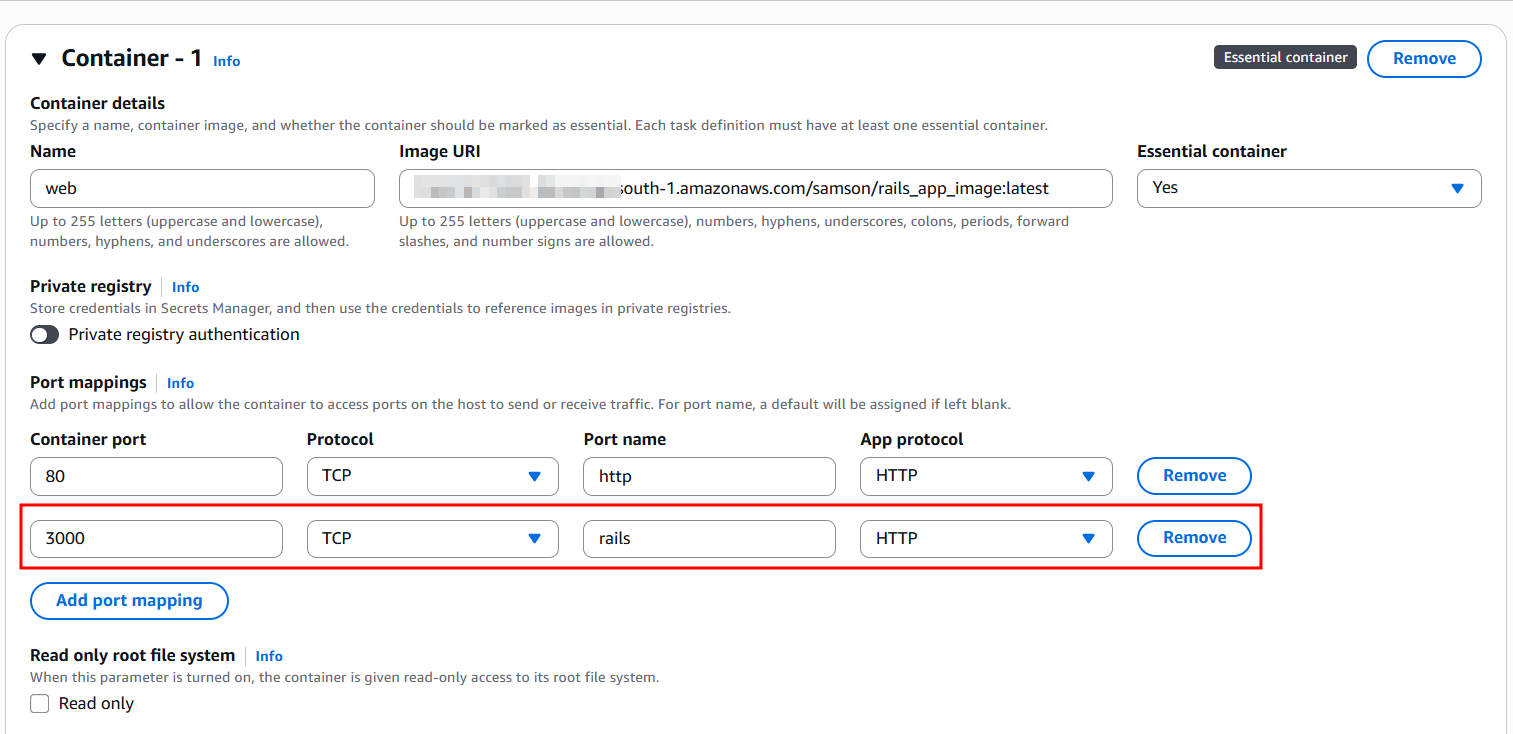 Container - 1 Info Essential container Remove
Container details
Specify a name, container image, and whether the container should be marked as essential. Each task definition must have at least one essential container.
Name Image URI Essential container
web south-1.amazonaws.com/samson/rails_app_image:latest Yes
Up to 255 letters (uppercase and lowercase), Up to 255 letters (uppercase and lowercase), numbers, hyphens, underscores, colons, periods, forward
numbers, hyphens, and underscores are allowed. slashes, and number signs are allowed.
Private registry Info
Store credentials in Secrets Manager, and then use the credentials to reference images in private registries.
Private registry authentication
Port mappings Info
Add port mappings to allow the container to access ports on the host to send or receive traffic. For port name, a default will be assigned if left blank.
Container port Protocol Port name App protocol
80 TCP http HTTP Remove
3000 TCP rails HTTP Remove
Add port mapping
Read only root file system Info
When this parameter is turned on, the container is given read-only access to its root file system.
Read only